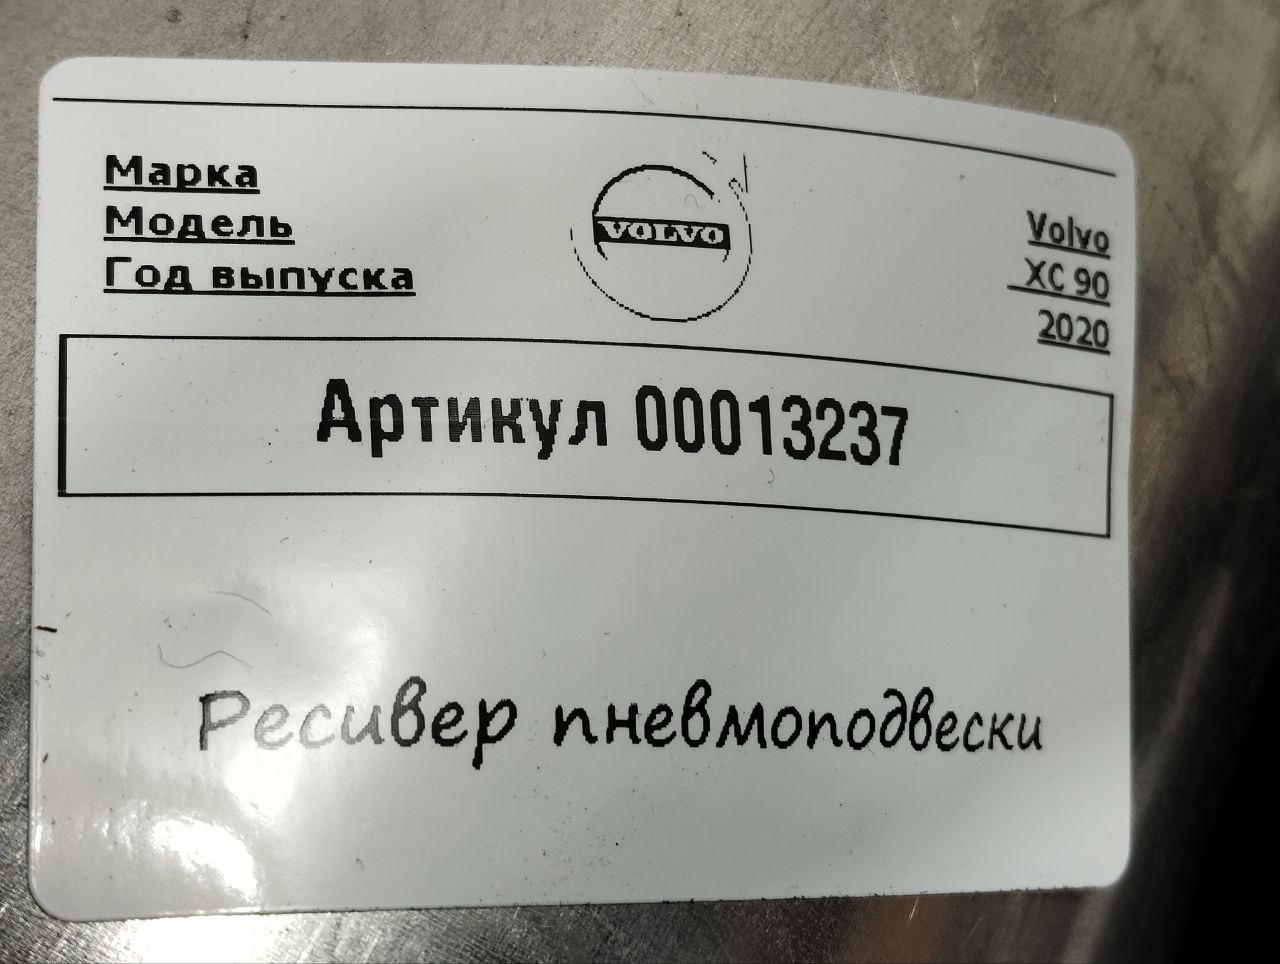 Марка
Модель
Год выпуска
VOLVO
Volvo
XC 90
2020
Артикул 00013237
Ресивер пневмоподвески